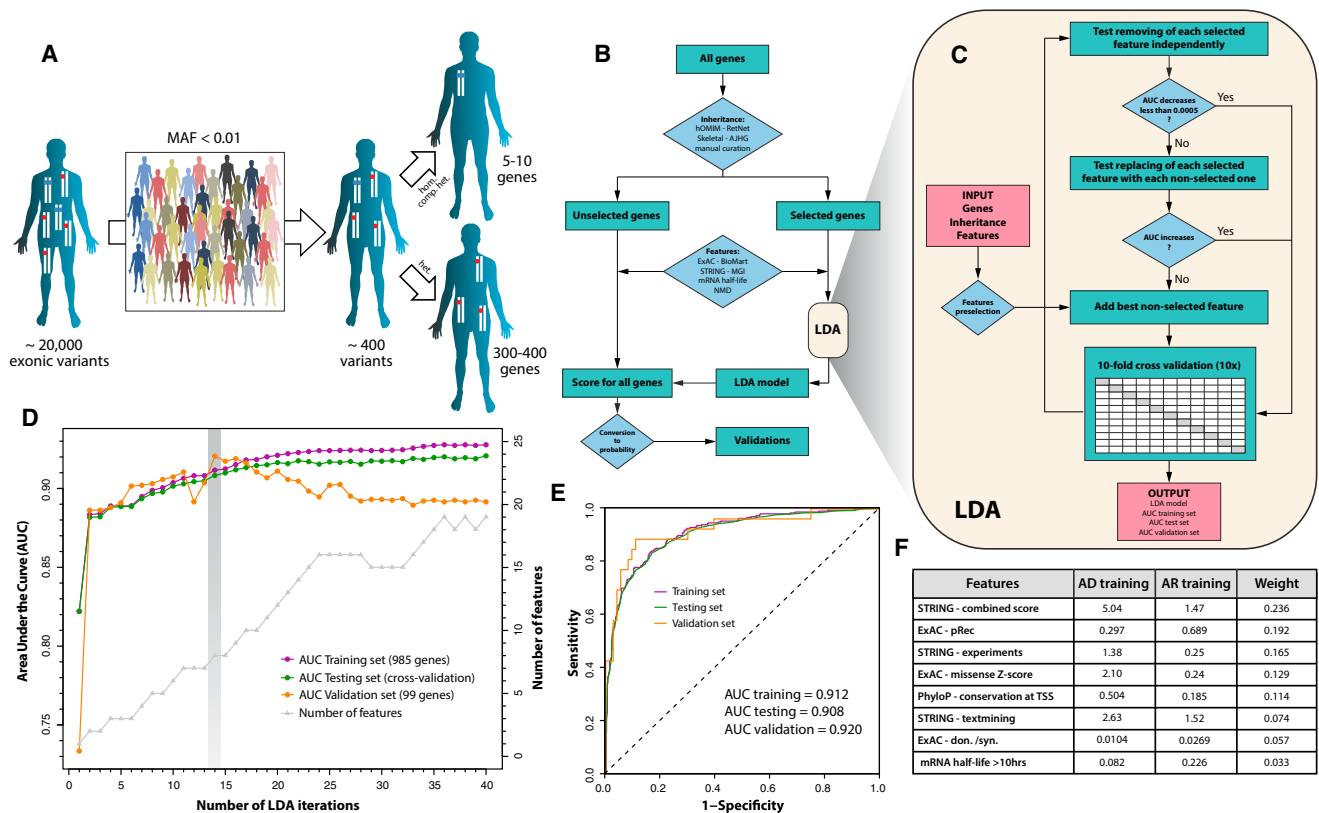 A
MAF < 0.01
~ 20,000
exonic variants
~ 400
variants
hom.
comp. het.
het.
5-10
genes
300-400
genes
B
All genes
Inheritance:
hOMIM - RetNet
Skeletal - AJHG
manual curation
Unselected genes
Selected genes
Features:
ExAC - BioMart
STRING - MGI
mRNA half-life
NMD
LDA
Score for all genes
LDA model
Conversion
to
probability
Validations
C
Test removing of each selected
feature independently
AUC decreases
less than 0.0005
?
Yes
No
Test replacing of each selected
feature with each non-selected one
INPUT
Genes
Inheritance
Features
AUC increases
?
Yes
No
Features
preselection
Add best non-selected feature
10-fold cross validation (10x)
OUTPUT
LDA model
AUC training set
AUC test set
AUC validation set
LDA
D
Area Under the Curve (AUC)
0.75
0.80
0.85
0.90
Number of features
0
5
10
15
20
25
AUC Training set (985 genes)
AUC Testing set (cross-validation)
AUC Validation set (99 genes)
Number of features
0 5 10 15 20 25 30 35 40
Number of LDA iterations
E
Sensitivity
0.0
0.2
0.4
0.6
0.8
1.0
Training set
Testing set
Validation set
AUC training = 0.912
AUC testing = 0.908
AUC validation = 0.920
0.0 0.2 0.4 0.6 0.8 1.0
1–Specificity
F
Features AD training AR training Weight
STRING - combined score 5.04 1.47 0.236
ExAC - pRec 0.297 0.689 0.192
STRING - experiments 1.38 0.25 0.165
ExAC - missense Z-score 2.10 0.24 0.129
PhyloP - conservation at TSS 0.504 0.185 0.114
STRING - textmining 2.63 1.52 0.074
ExAC - don. /syn. 0.0104 0.0269 0.057
mRNA half-life >10hrs 0.082 0.226 0.033